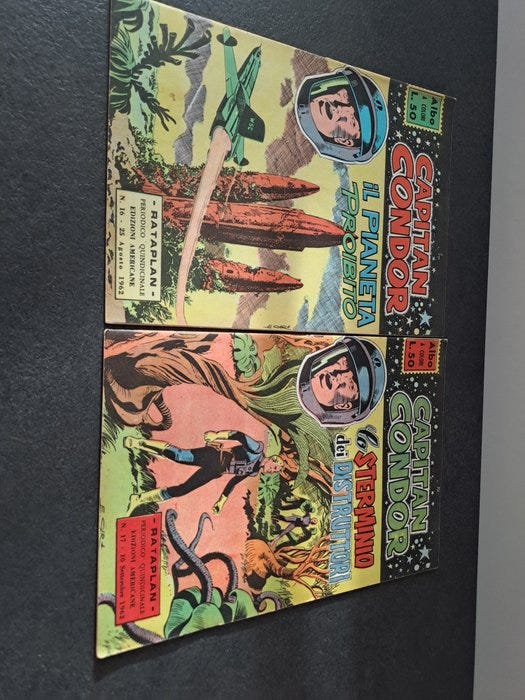 Albo
A COLORI
L.50
CAPITAN
CONDOR
IL PIANETA
PROIBITO
- RATAPLAN -
PERIODICO QUINDICINALE
EDIZIONI AMERICANE
N. 16 - 25 Agosto 1962
Albo
A COLORI
L.50
CAPITAN
CONDOR
lo STERMINIO
dei DISTRUTTORI
- RATAPLAN -
PERIODICO QUINDICINALE
EDIZIONI AMERICANE
N. 17 - 10 Settembre 1962